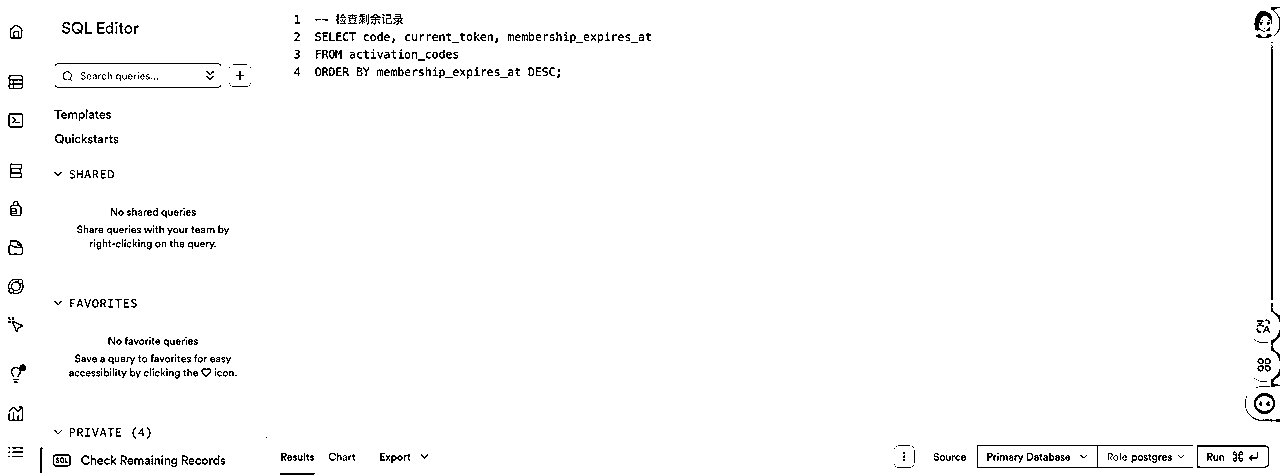 SQL Editor
Search queries...
Templates
Quickstarts
SHARED
No shared queries
Share queries with your team by
right-clicking on the query.
FAVORITES
No favorite queries
Save a query to favorites for easy
accessibility by clicking the ♡ icon.
PRIVATE (4)
SQL Check Remaining Records
1 -- 检查剩余记录
2 SELECT code, current_token, membership_expires_at
3 FROM activation_codes
4 ORDER BY membership_expires_at DESC;
Results Chart Export
Source Primary Database Role postgres Run ⌘ ↵